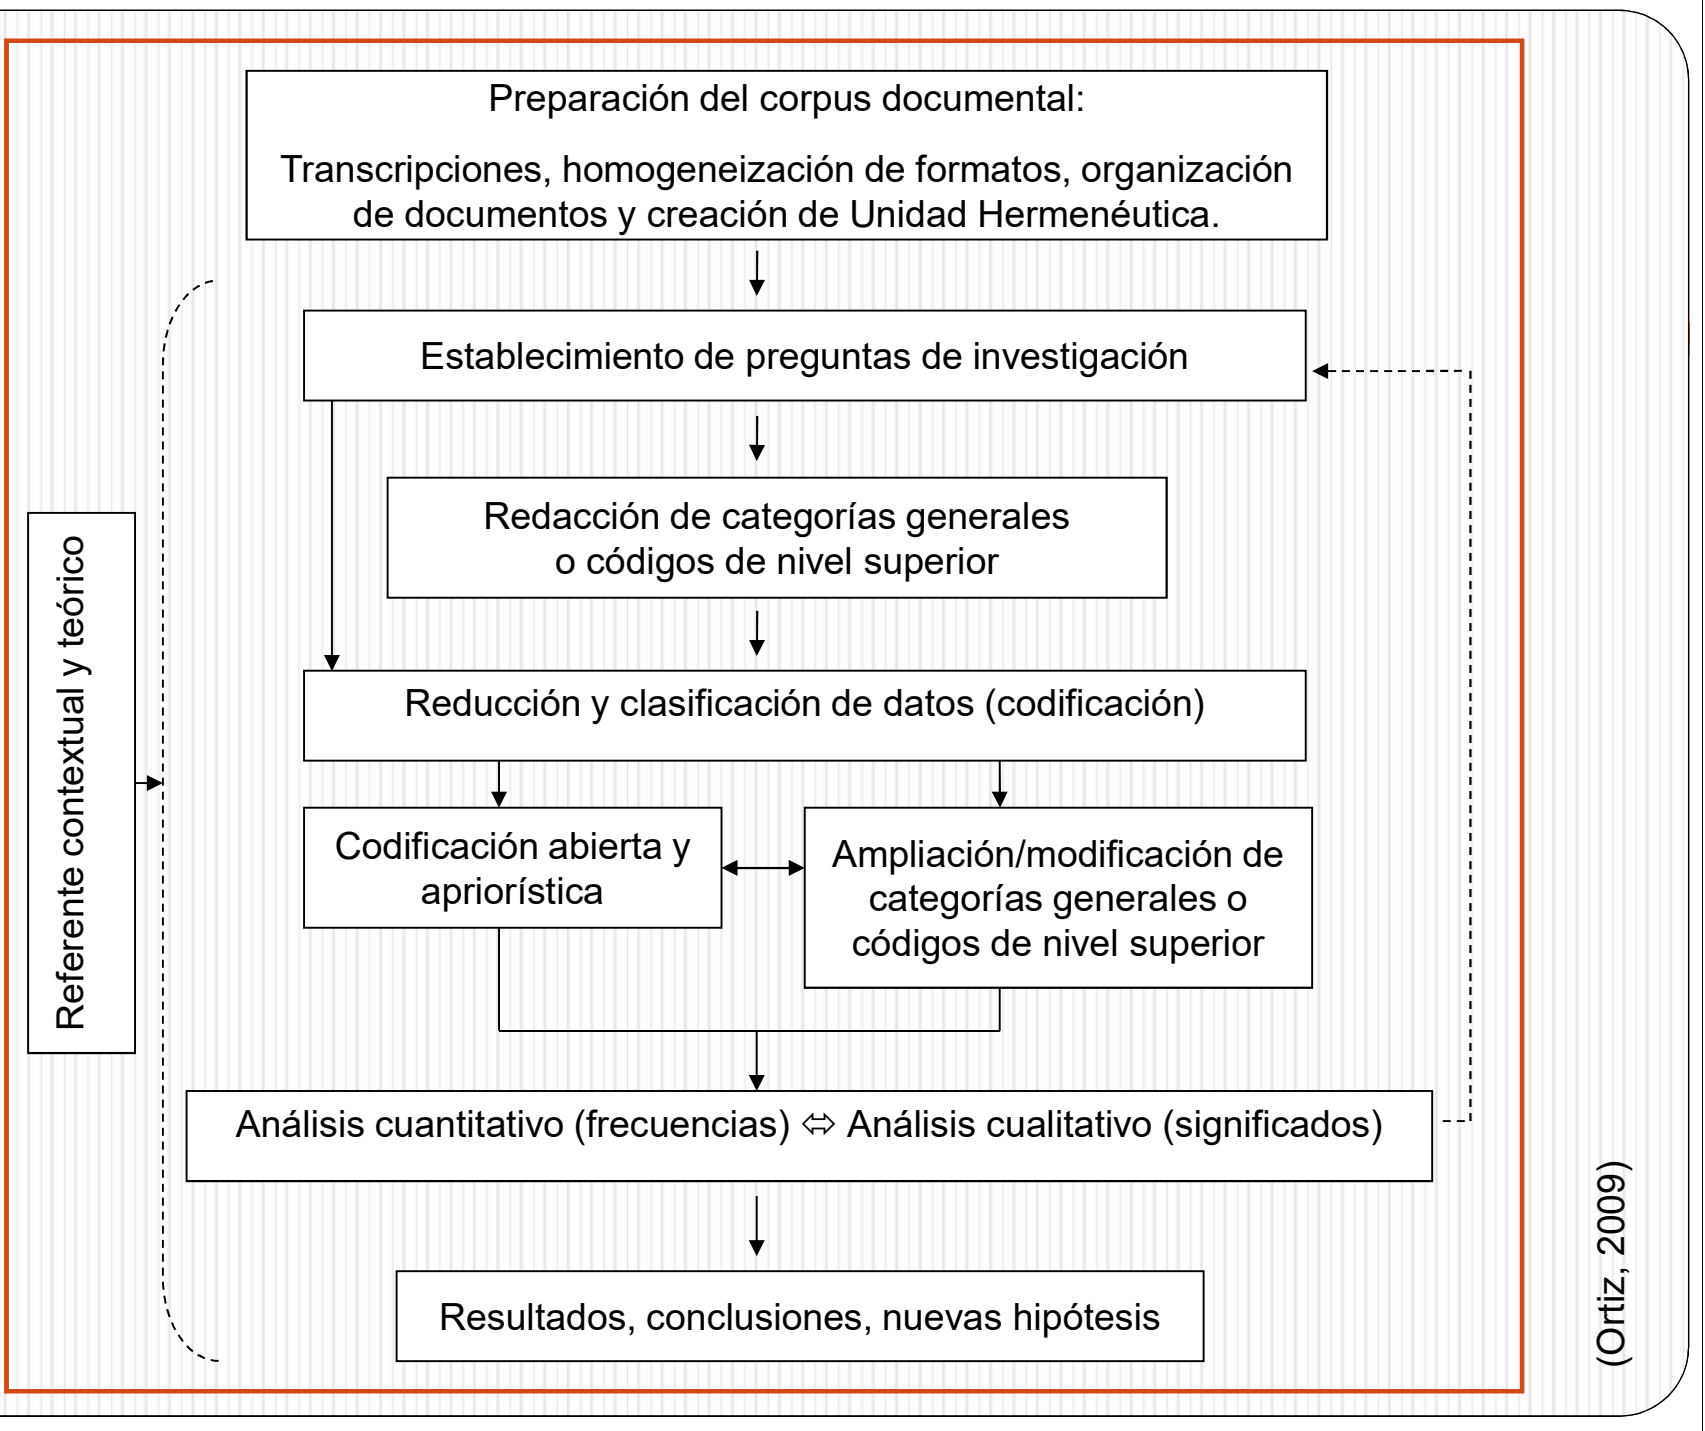 Preparación del corpus documental:
Transcripciones, homogeneización de formatos, organización
de documentos y creación de Unidad Hermenéutica.
Establecimiento de preguntas de investigación
Redacción de categorías generales
o códigos de nivel superior
Referente contextual y teórico
Reducción y clasificación de datos (codificación)
Codificación abierta y
apriorística
Ampliación/modificación de
categorías generales o
códigos de nivel superior
Análisis cuantitativo (frecuencias) ⬄ Análisis cualitativo (significados)
Resultados, conclusiones, nuevas hipótesis
(Ortiz, 2009)